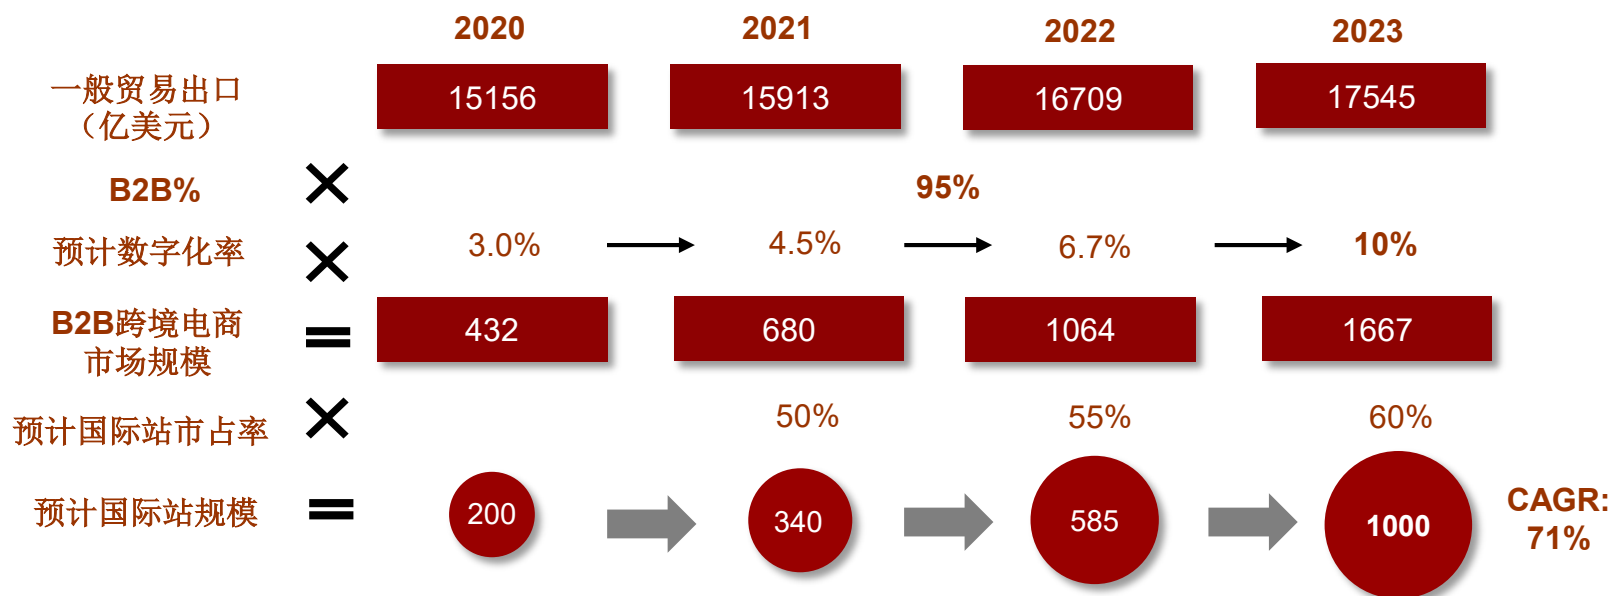 2020 2021 2022 2023
一般贸易出口
（亿美元）
15156 15913 16709 17545
B2B% 95%
预计数字化率 3.0% 4.5% 6.7% 10%
B2B跨境电商
市场规模
432 680 1064 1667
预计国际站市占率 50% 55% 60%
预计国际站规模 200 340 585 1000
CAGR:
71%